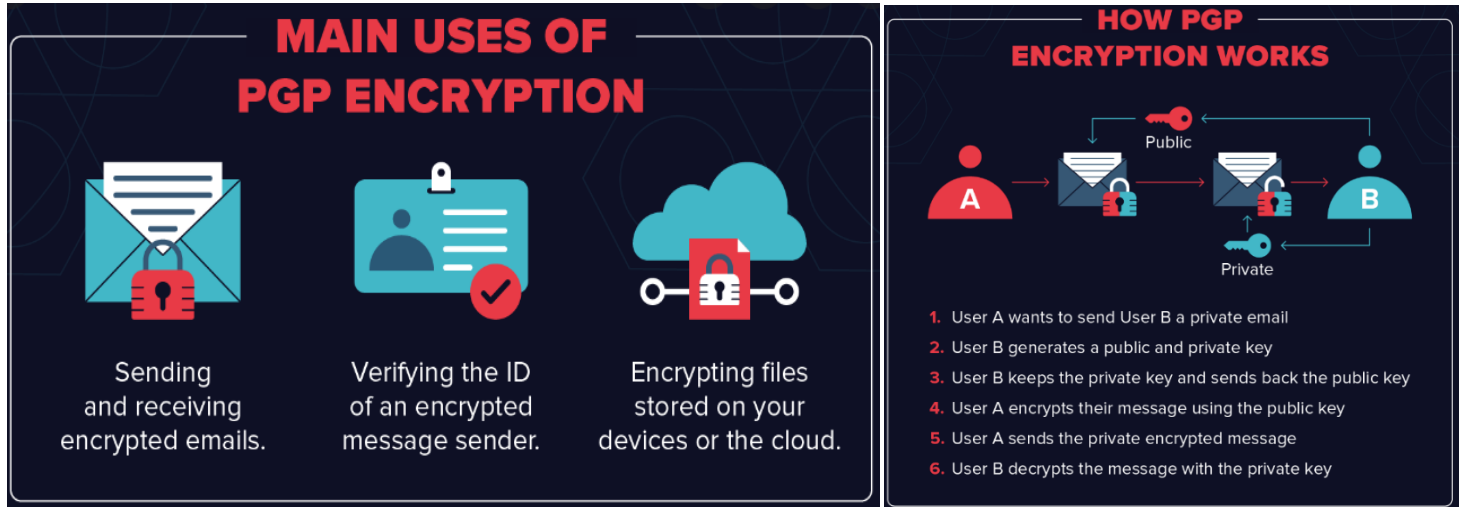 MAIN USES OF
PGP ENCRYPTION
Sending
and receiving
encrypted emails.
Verifying the ID
of an encrypted
message sender.
Encrypting files
stored on your
devices or the cloud.
HOW PGP
ENCRYPTION WORKS
Public
A
B
Private
1. User A wants to send User B a private email
2. User B generates a public and private key
3. User B keeps the private key and sends back the public key
4. User A encrypts their message using the public key
5. User A sends the private encrypted message
6. User B decrypts the message with the private key